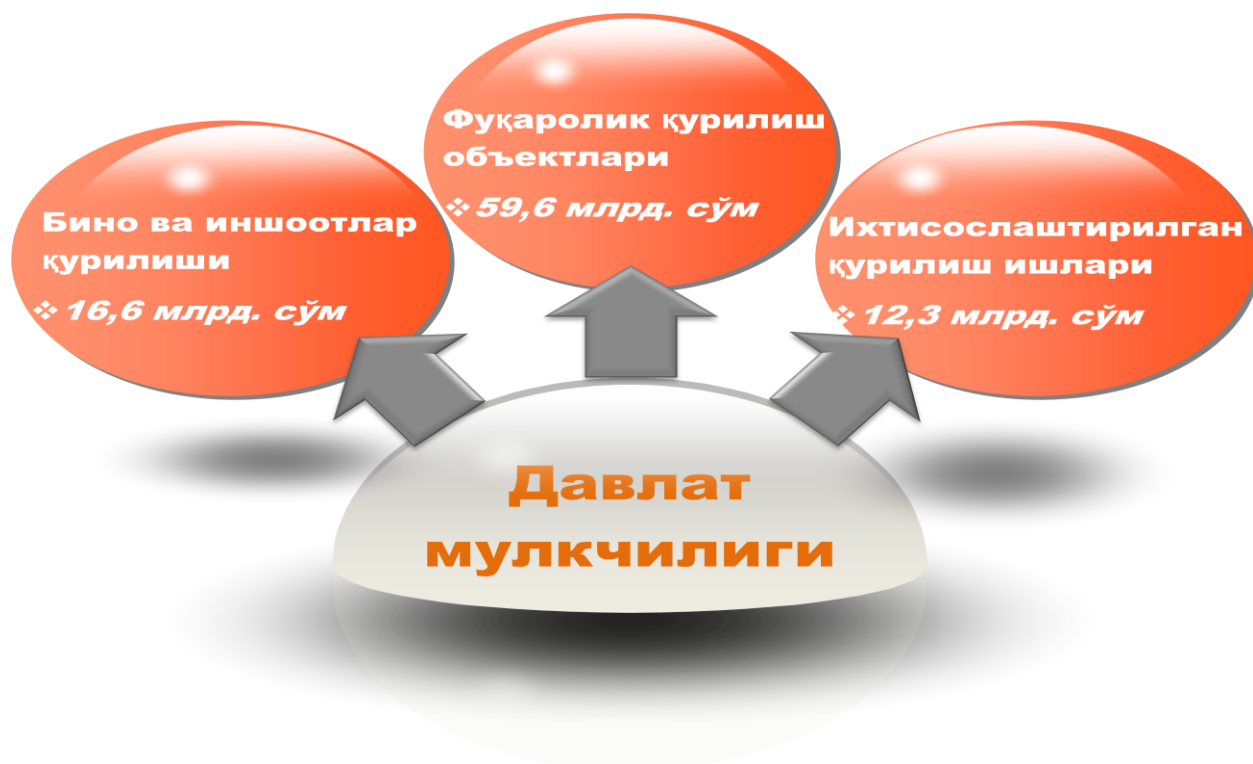 Фуқаролик қурилиш
объектлари
❖ 59,6 млрд. сўм
Бино ва иншоотлар
қурилиши
❖ 16,6 млрд. сўм
Ихтисослаштирилган
қурилиш ишлари
❖ 12,3 млрд. сўм
Давлат
мулкчилиги